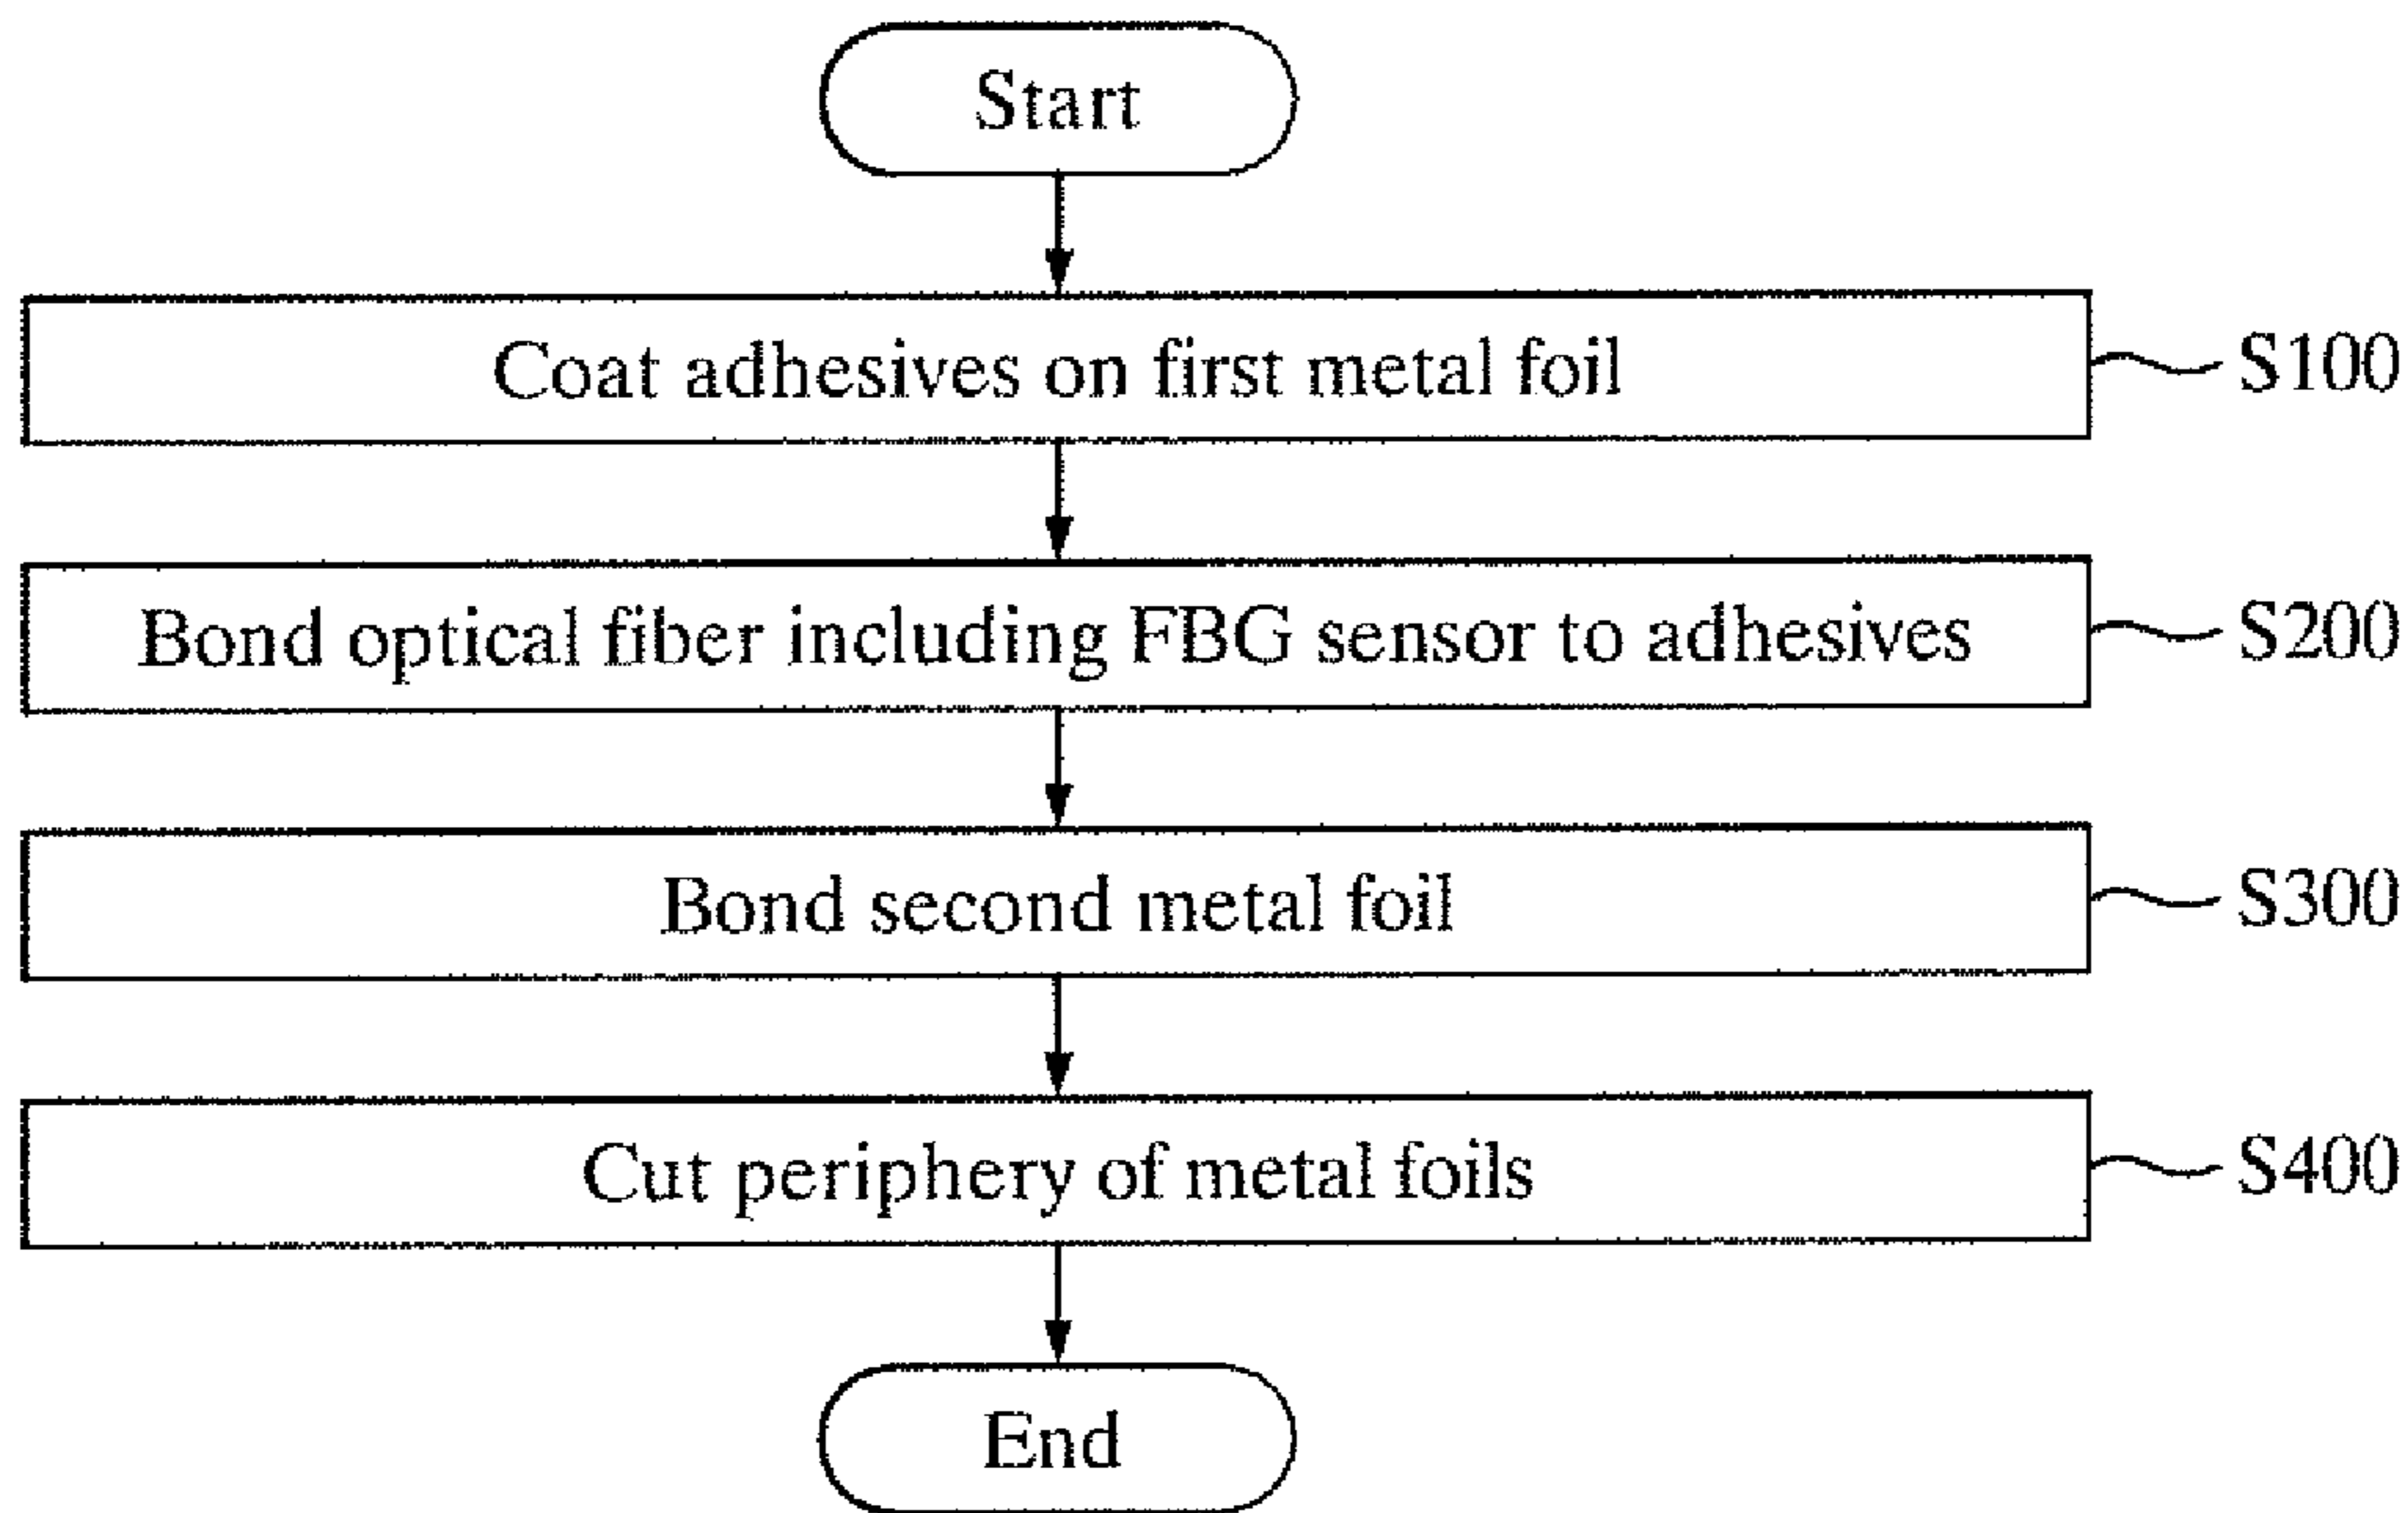 Start
Coat adhesives on first metal foil
S100
Bond optical fiber including FBG sensor to adhesives
S200
Bond second metal foil
S300
Cut periphery of metal foils
S400
End